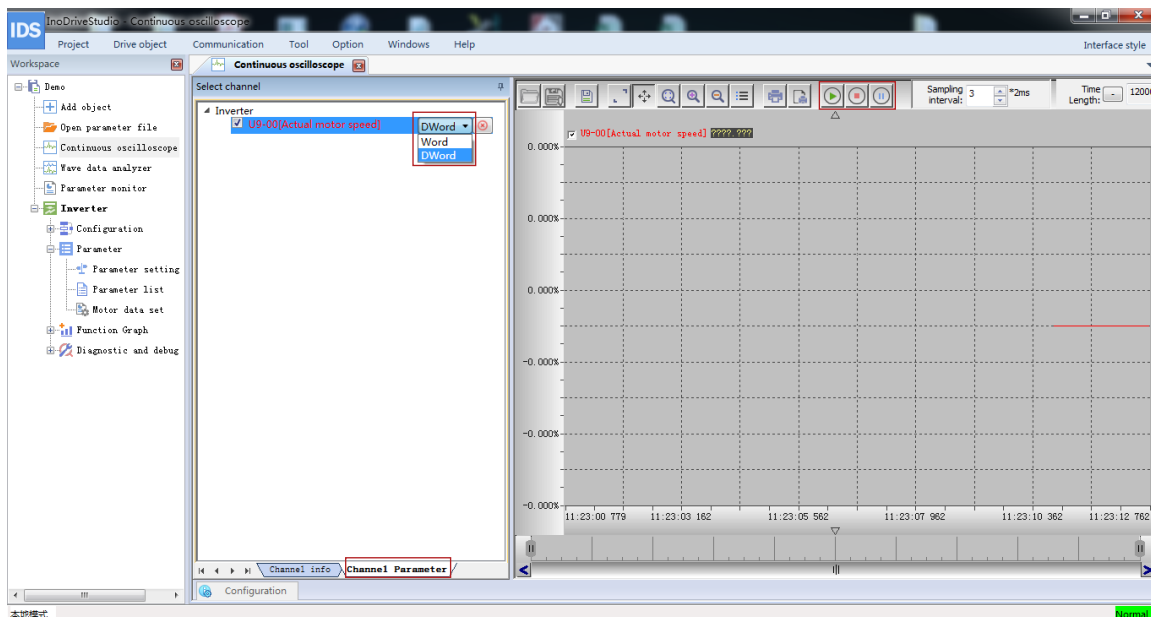 IDS InoDriveStudio - Continuous oscilloscope
Project Drive object Communication Tool Option Windows Help Interface style
Workspace
Continuous oscilloscope
Demo
Add object
Open parameter file
Continuous oscilloscope
Wave data analyzer
Parameter monitor
Inverter
Configuration
Parameter
Parameter setting
Parameter list
Motor data set
Function Graph
Diagnostic and debug
Select channel
Inverter
U9-00[Actual motor speed] DWord
Word
DWord
Channel info Channel Parameter
Configuration
Sampling interval: 3 *2ms
Time Length: - 1200
U9-00[Actual motor speed] ????.???
0.000%
0.000%
0.000%
-0.000%
-0.000%
-0.000%
11:23:00 779 11:23:03 162 11:23:05 562 11:23:07 962 11:23:10 362 11:23:12 762
本地模式
Normal